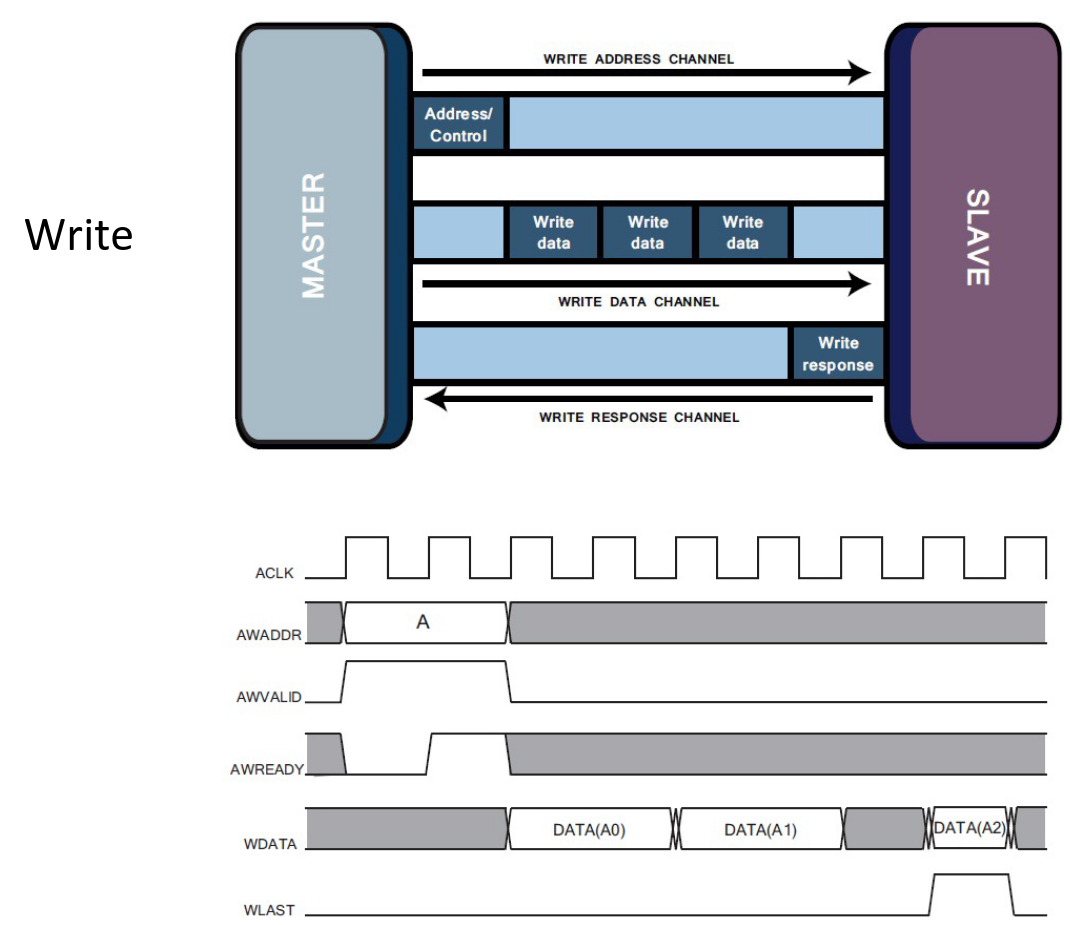 WRITE ADDRESS CHANNEL
Address/
Control
Write
MASTER
SLAVE
Write
data
Write
data
Write
data
WRITE DATA CHANNEL
Write
response
WRITE RESPONSE CHANNEL
ACLK
AWADDR
A
AWVALID
AWREADY
WDATA
DATA(A0)
DATA(A1)
DATA(A2)
WLAST